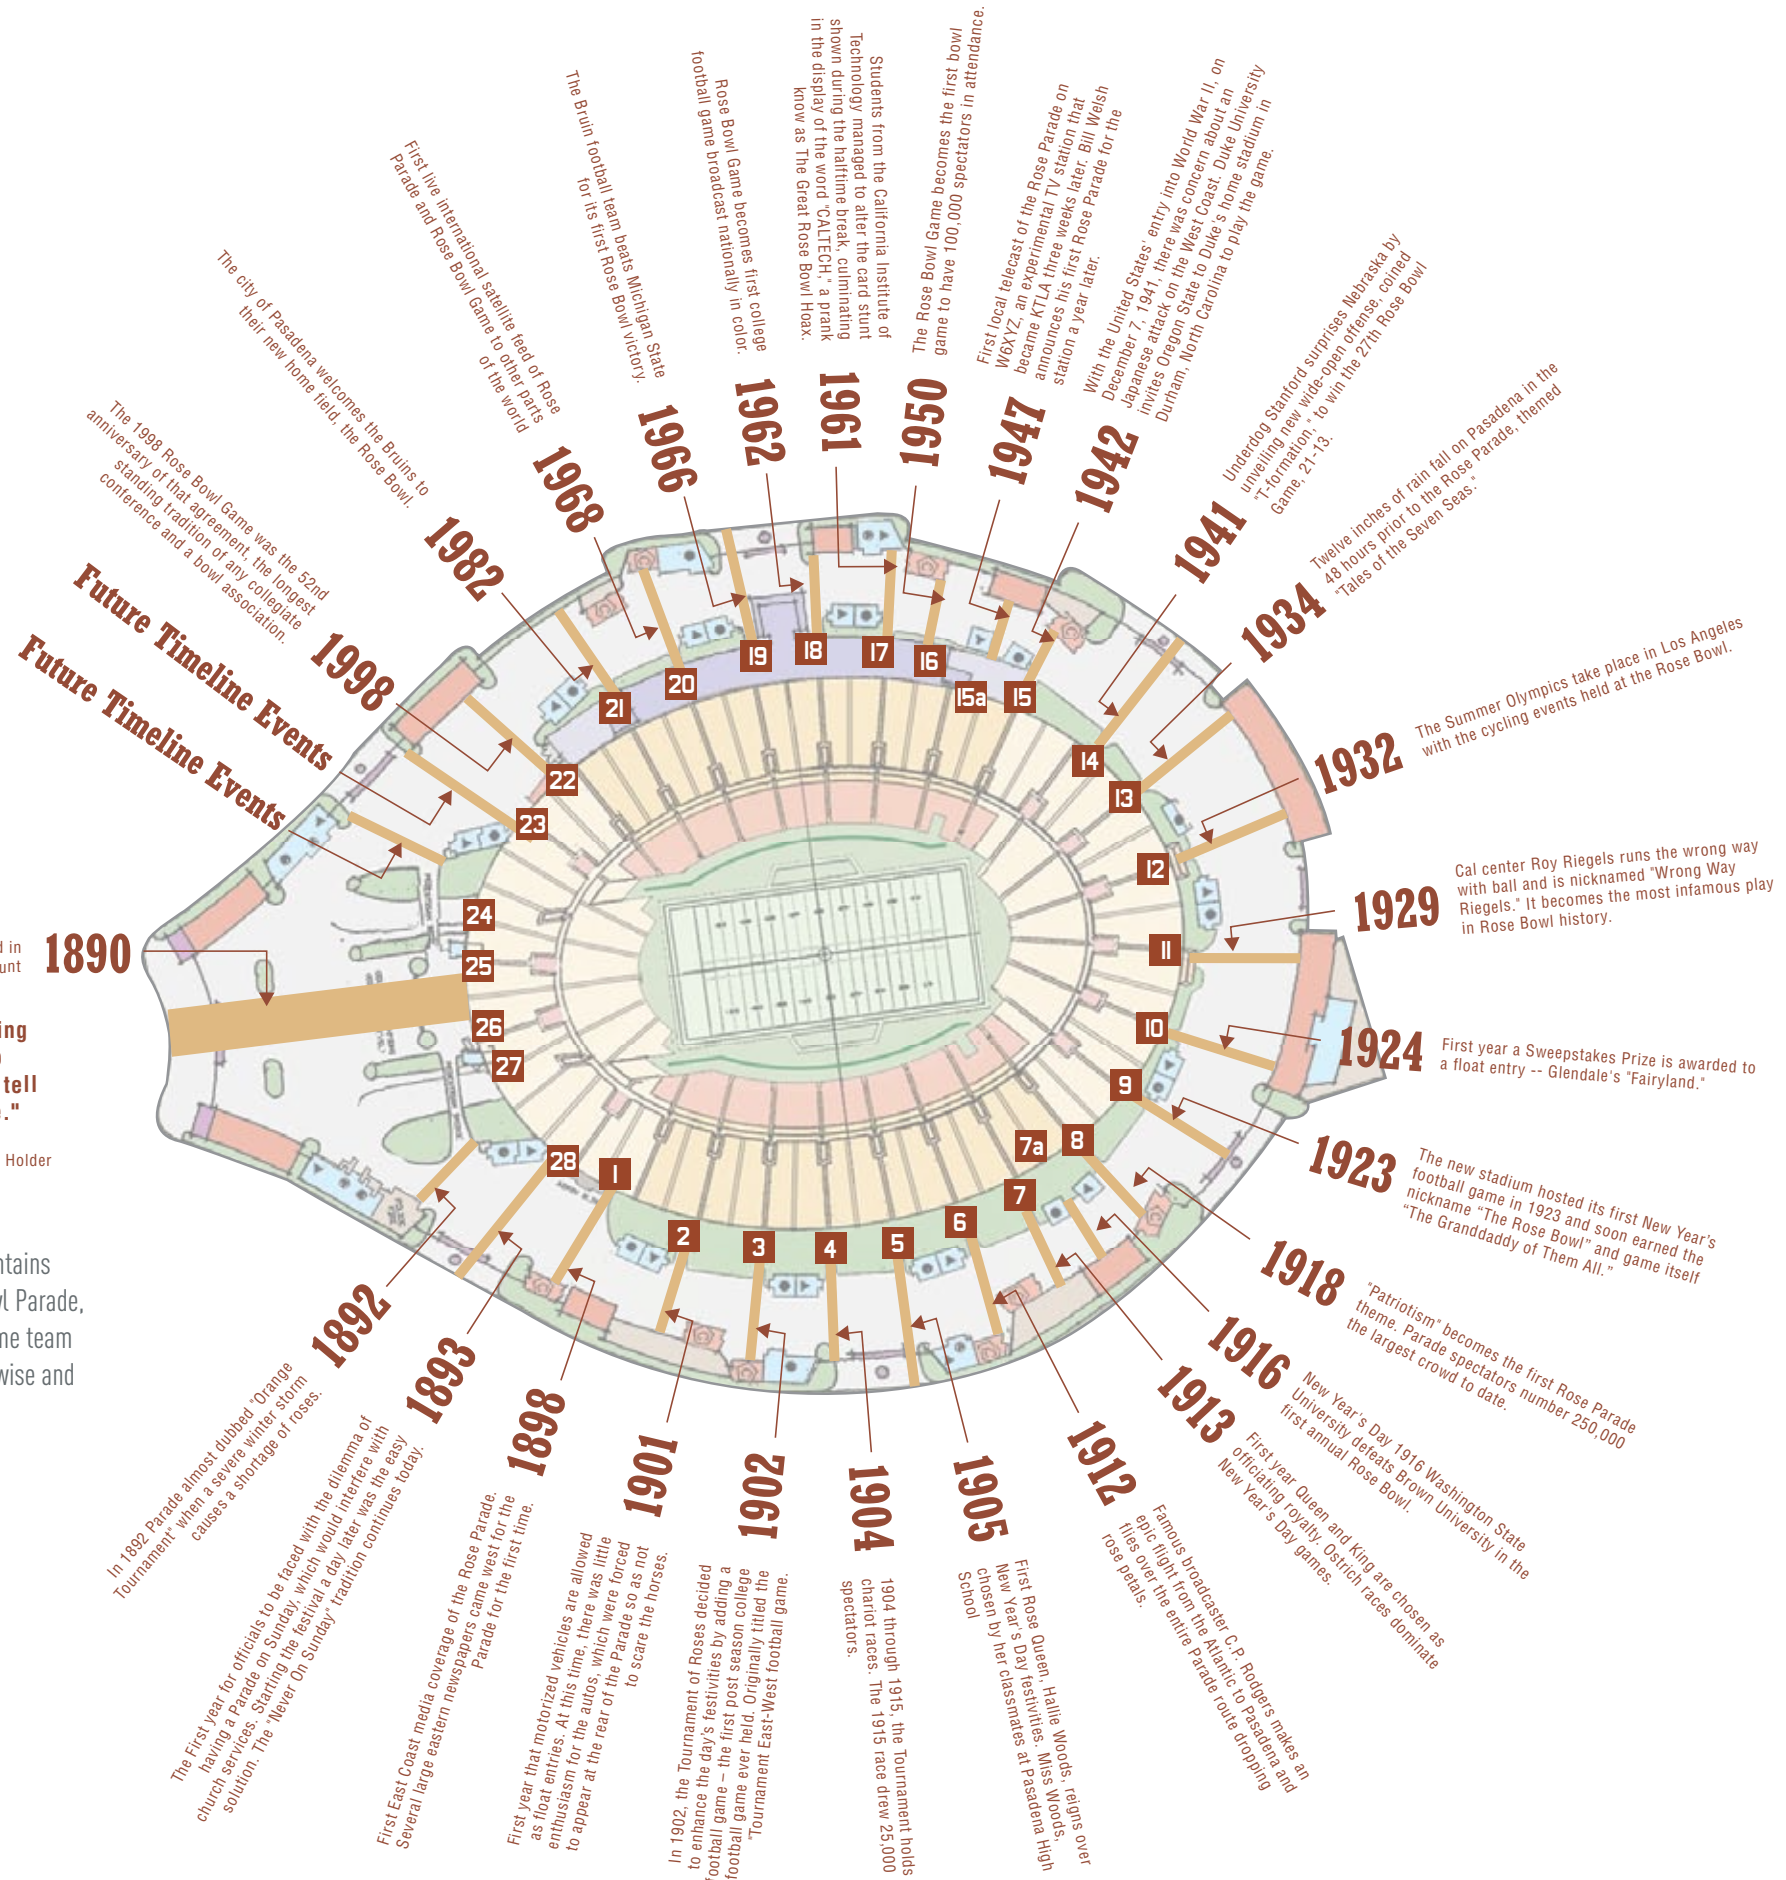 d in
unt
ing
tell
."
Holder
ntains
wl Parade,
me team
wise and
1890
1892
In 1892 Parade almost dubbed "Orange
Tournament" when a severe winter storm
causes a shortage of roses.
1893
The First year for officials to be faced with the dilemma of
having a Parade on Sunday, which would interfere with
church services. Starting the festival a day later was the easy
solution. The "Never On Sunday" tradition continues today.
1898
First East Coast media coverage of the Rose Parade.
Several large eastern newspapers came west for the
Parade for the first time.
1901
First year that motorized vehicles are allowed
as float entries. At this time, there was little
enthusiasm for the autos, which were forced
to appear at the rear of the Parade so as not
to scare the horses.
1902
In 1902, the Tournament of Roses decided
to enhance the day's festivities by adding a
football game – the first post season college
football game ever held. Originally titled the
"Tournament East-West football game.
1904
1904 through 1915, the Tournament holds
chariot races. The 1915 race drew 25,000
spectators.
1905
First Rose Queen, Hallie Woods, reigns over
New Year's Day festivities. Miss Woods,
chosen by her classmates at Pasadena High
School
1912
Famous broadcaster C.P. Rodgers makes an
epic flight from the Atlantic to Pasadena and
flies over the entire Parade route dropping
rose petals.
1913
First year Queen and King are chosen as
officiating royalty. Ostrich races dominate
New Year's Day games.
1916
New Year's Day 1916 Washington State
University defeats Brown University in the
first annual Rose Bowl.
1918
"Patriotism" becomes the first Rose Parade
theme. Parade spectators number 250,000
the largest crowd to date.
1923
The new stadium hosted its first New Year's
football game in 1923 and soon earned the
nickname "The Rose Bowl" and game itself
"The Granddaddy of Them All."
1924
First year a Sweepstakes Prize is awarded to
a float entry -- Glendale's "Fairyland."
1929
Cal center Roy Riegels runs the wrong way
with ball and is nicknamed "Wrong Way
Riegels." It becomes the most infamous play
in Rose Bowl history.
1932
The Summer Olympics take place in Los Angeles
with the cycling events held at the Rose Bowl.
1934
Twelve inches of rain fall on Pasadena in the
48 hours prior to the Rose Parade, themed
"Tales of the Seven Seas."
1941
Underdog Stanford surprises Nebraska by
unveiling new wide-open offense, coined
"T-formation," to win the 27th Rose Bowl
Game, 21-13.
1942
With the United States' entry into World War II, on
December 7, 1941, there was concern about an
Japanese attack on the West Coast. Duke University
invites Oregon State to Duke's home stadium in
Durham, North Carolina to play the game.
1947
First local telecast of the Rose Parade on
W6XYZ, an experimental TV station that
became KTLA three weeks later. Bill Welsh
announces his first Rose Parade for the
station a year later.
1950
The Rose Bowl Game becomes the first bowl
game to have 100,000 spectators in attendance.
1961
Students from the California Institute of
Technology managed to alter the card stunt
shown during the halftime break, culminating
in the display of the word "CALTECH," a prank
know as The Great Rose Bowl Hoax.
1962
Rose Bowl Game becomes first college
football game broadcast nationally in color.
1966
The Bruin football team beats Michigan State
for its first Rose Bowl victory.
1968
First live international satellite feed of Rose
Parade and Rose Bowl Game to other parts
of the world
1982
The city of Pasadena welcomes the Bruins to
their new home field, the Rose Bowl.
1998
The 1998 Rose Bowl Game was the 52nd
anniversary of that agreement, the longest
standing tradition of any collegiate
conference and a bowl association.
Future Timeline Events
Future Timeline Events
1
2
3
4
5
6
7
7a
8
9
10
11
12
13
14
15
15a
16
17
18
19
20
21
22
23
24
25
26
27
28